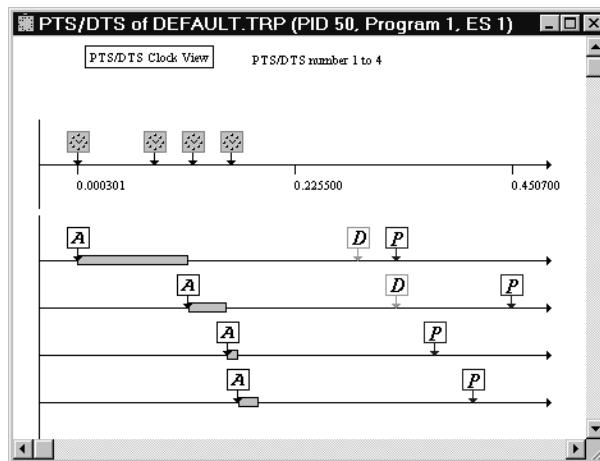 PTS/DTS of DEFAULT.TRP (PID 50, Program 1, ES 1)
PTS/DTS Clock View
PTS/DTS number 1 to 4
0.000301 0.225500 0.450700
A D P
A D P
A P
A P